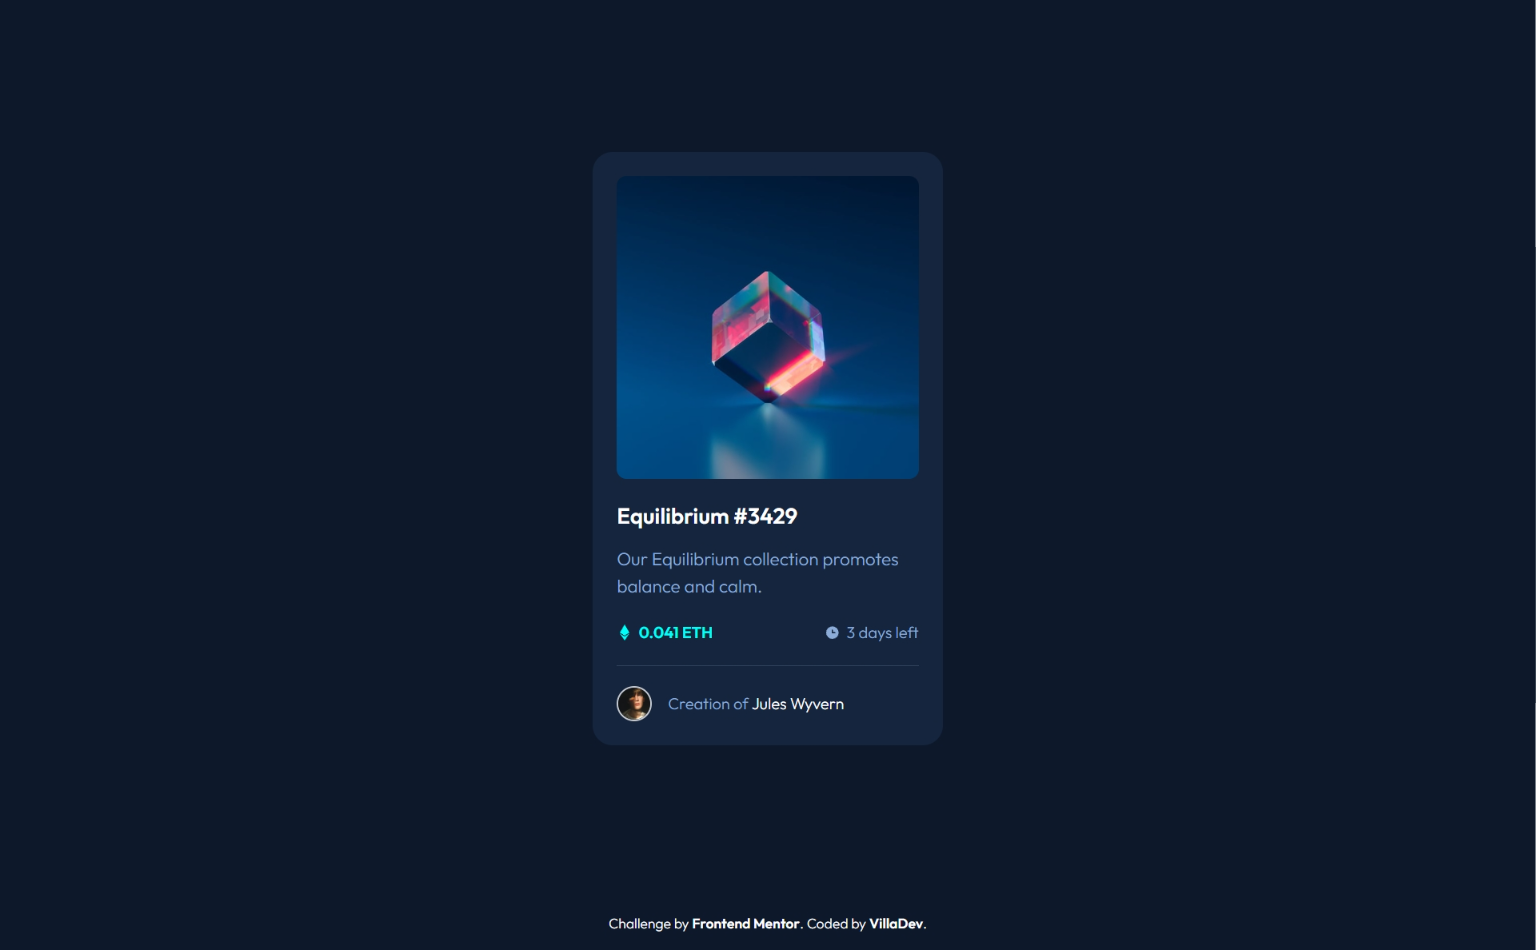 Equilibrium #3429
Our Equilibrium collection promotes
balance and calm.
0.041 ETH
3 days left
Creation of Jules Wyvern
Challenge by Frontend Mentor. Coded by VillaDev.